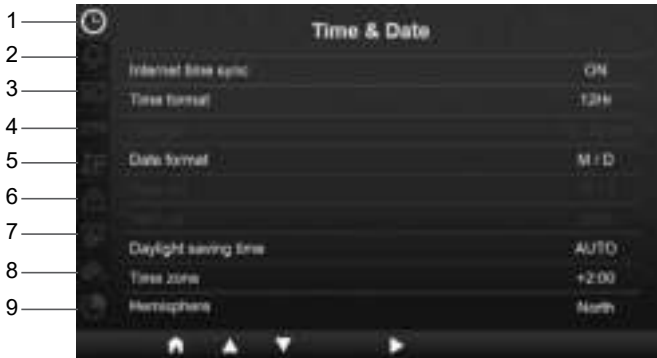 1
Time & Date
2
Internet time sync ON
3
Time format 12Hr
4
5
Date format M / D
6
7
Daylight saving time AUTO
8
Time zone +2:00
9
Hemisphere North